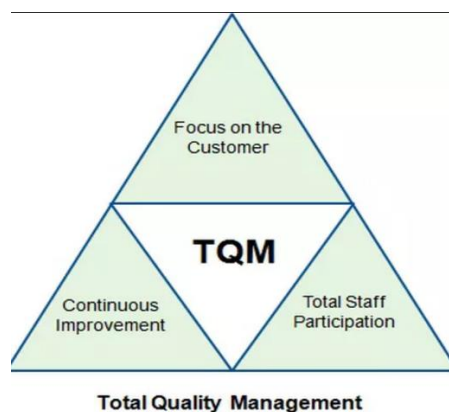 Focus on the
Customer
TQM
Continuous
Improvement
Total Staff
Participation
Total Quality Management